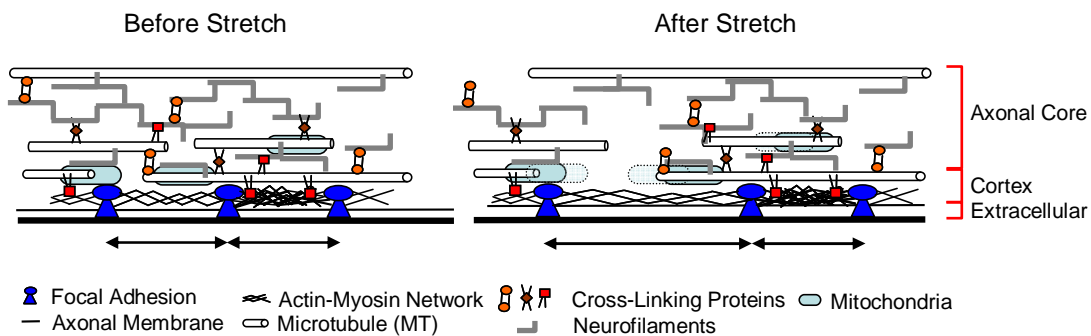 Before Stretch
After Stretch
Axonal Core
Cortex
Extracellular
Focal Adhesion
Actin-Myosin Network
Cross-Linking Proteins
Mitochondria
Axonal Membrane
Microtubule (MT)
Neurofilaments